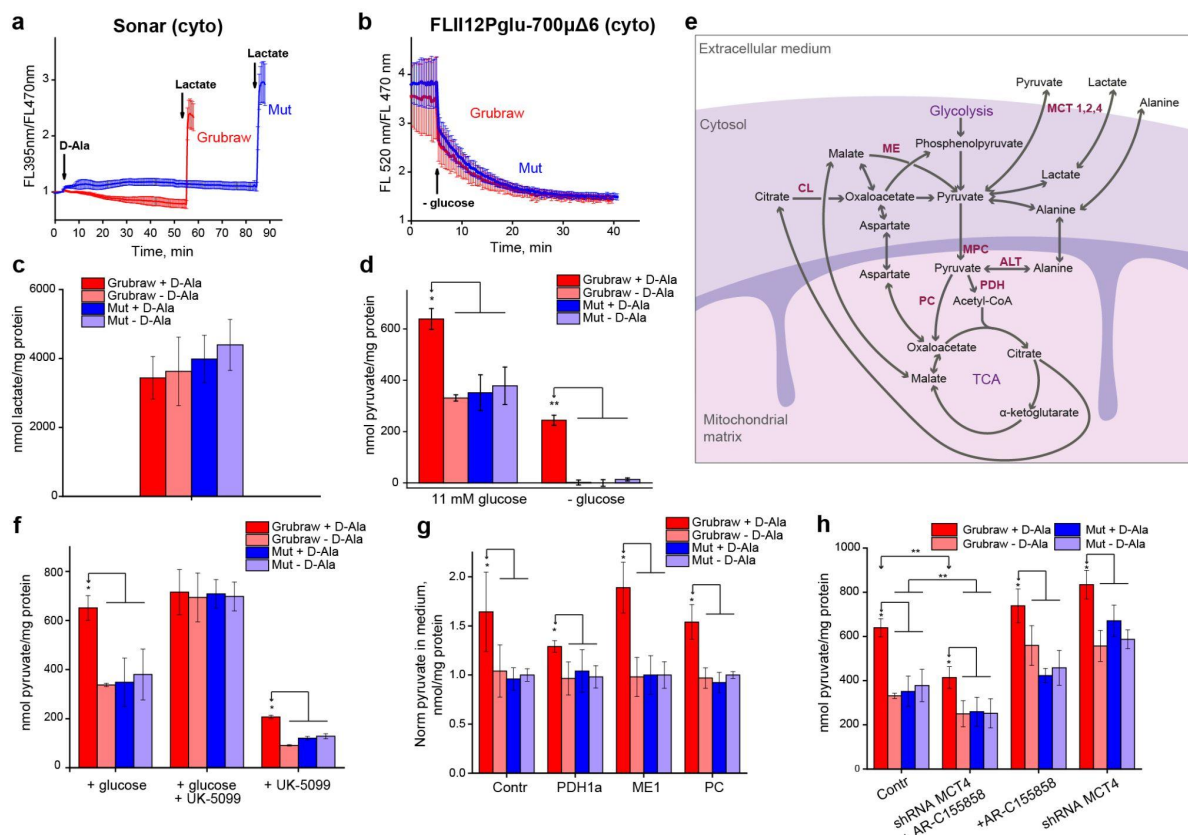 a Sonar (cyto)
FL395nm/FL 470nm
3
2
1
D-Ala
Lactate
Lactate
Grubraw
Mut
0 10 20 30 40 50 60 70 80 90
Time, min
b FLII12Pglu-700µΔ6 (cyto)
FL 520 nm/FL 470 nm
4
3
2
1
Grubraw
Mut
- glucose
0 10 20 30 40
Time, min
c
nmol lactate/mg protein
6000
4000
2000
0
Grubraw + D-Ala
Grubraw - D-Ala
Mut + D-Ala
Mut - D-Ala
d
nmol pyruvate/mg protein
600
400
200
0
*
**
Grubraw + D-Ala
Grubraw - D-Ala
Mut + D-Ala
Mut - D-Ala
11 mM glucose
- glucose
e
Extracellular medium
Pyruvate
Lactate
Alanine
MCT 1,2,4
Cytosol
Glycolysis
Phosphenolpyruvate
ME
Malate
Lactate
CL
Citrate
Oxaloacetate
Pyruvate
Alanine
Aspartate
MPC
Aspartate
Pyruvate
ALT
Alanine
PDH
PC
Acetyl-CoA
Oxaloacetate
Citrate
Malate
TCA
α-ketoglutarate
Mitochondrial
matrix
f
nmol pyruvate/mg protein
800
600
400
200
0
*
*
Grubraw + D-Ala
Grubraw - D-Ala
Mut + D-Ala
Mut - D-Ala
+ glucose
+ glucose
+ UK-5099
+ UK-5099
g
Norm pyruvate in medium,
nmol/mg protein
2.0
1.5
1.0
0.0
*
*
*
*
Grubraw + D-Ala
Grubraw - D-Ala
Mut + D-Ala
Mut - D-Ala
Contr
PDH1a
ME1
PC
h
nmol pyruvate/mg protein
1000
800
600
400
200
0
Grubraw + D-Ala
Grubraw - D-Ala
Mut + D-Ala
Mut - D-Ala
**
**
*
*
*
*
Contr
shRNA MCT4
+ AR-C155858
+AR-C155858
shRNA MCT4